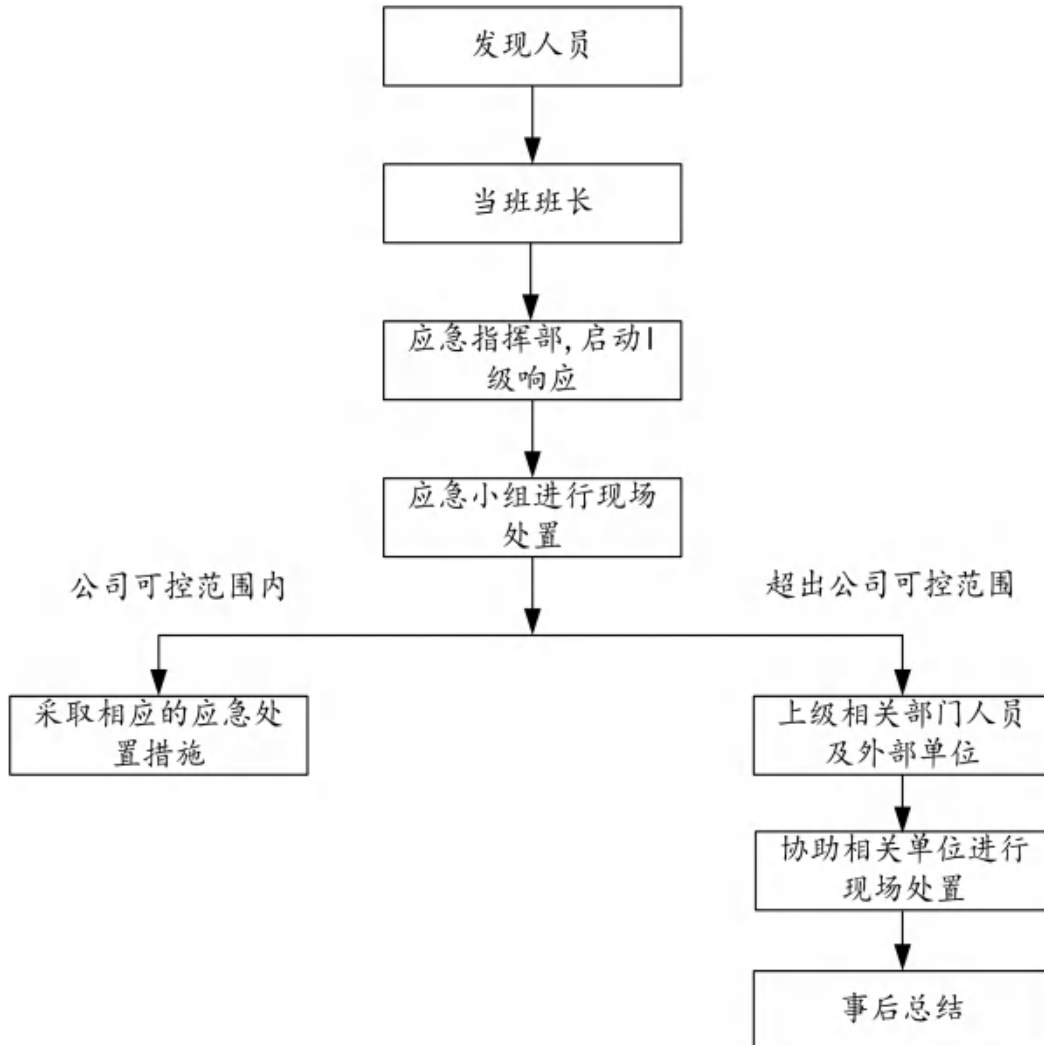 发现人员
当班班长
应急指挥部,启动I
级响应
应急小组进行现场
处置
公司可控范围内
超出公司可控范围
采取相应的应急处
置措施
上级相关部门人员
及外部单位
协助相关单位进行
现场处置
事后总结